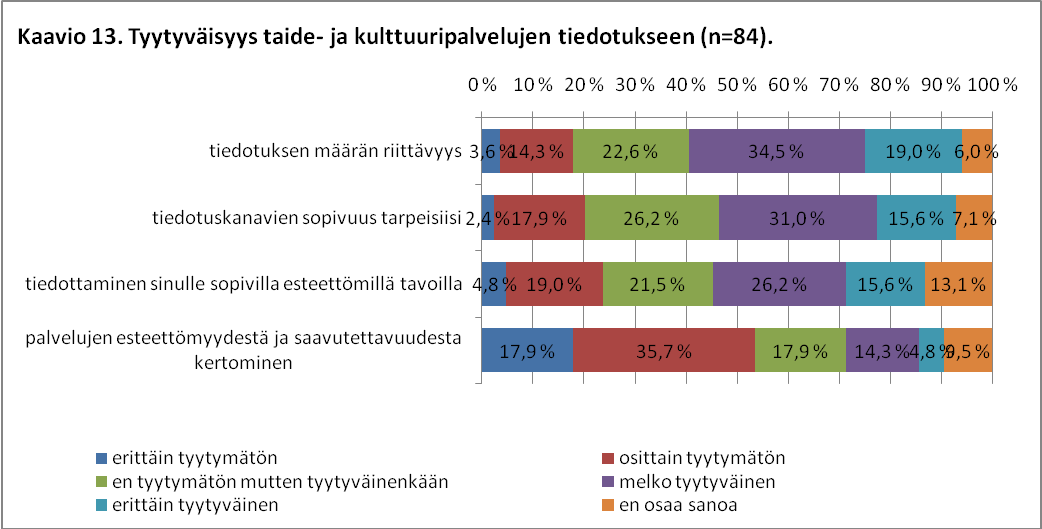 Kaavio 13. Tyytyväisyys taide- ja kulttuuripalvelujen tiedotukseen (n=84).
0 % 10 % 20 % 30 % 40 % 50 % 60 % 70 % 80 % 90 % 100 %
tiedotuksen määrän riittävyys 3,6 % 14,3 % 22,6 % 34,5 % 19,0 % 6,0 %
tiedotuskanavien sopivuus tarpeisiisi 2,4 % 17,9 % 26,2 % 31,0 % 15,6 % 7,1 %
tiedottaminen sinulle sopivilla esteettömillä tavoilla 4,8 % 19,0 % 21,5 % 26,2 % 15,6 % 13,1 %
palvelujen esteettömyydestä ja saavutettavuudesta
kertominen 17,9 % 35,7 % 17,9 % 14,3 % 4,8 % 9,5 %
erittäin tyytymätön osittain tyytymätön
en tyytymätön mutten tyytyväinenkään melko tyytyväinen
erittäin tyytyväinen en osaa sanoa